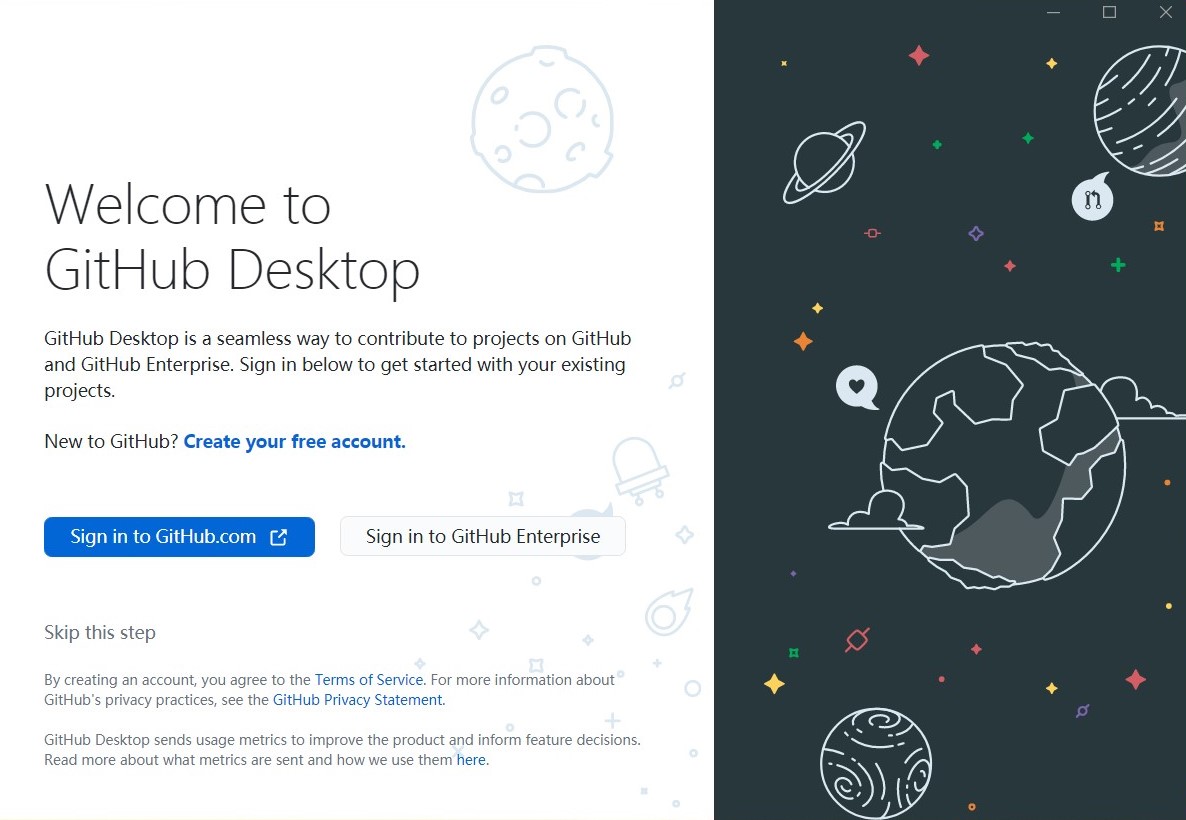 Welcome to
GitHub Desktop
GitHub Desktop is a seamless way to contribute to projects on GitHub
and GitHub Enterprise. Sign in below to get started with your existing
projects.
New to GitHub? Create your free account.
Sign in to GitHub.com
Sign in to GitHub Enterprise
Skip this step
By creating an account, you agree to the Terms of Service. For more information about
GitHub's privacy practices, see the GitHub Privacy Statement.
GitHub Desktop sends usage metrics to improve the product and inform feature decisions.
Read more about what metrics are sent and how we use them here.